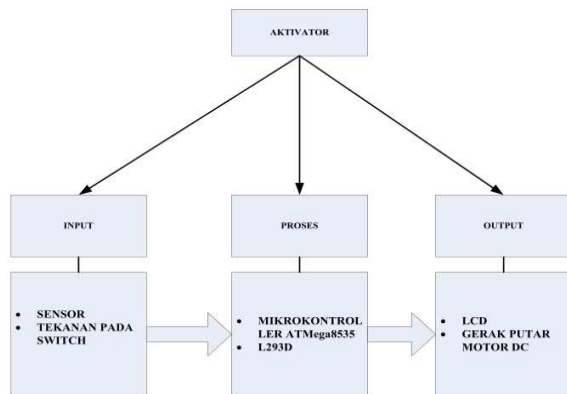 AKTIVATOR
INPUT
PROSES
OUTPUT
• SENSOR
• TEKANAN PADA
SWITCH
• MIKROKONTROL
LER ATMega8535
• L293D
• LCD
• GERAK PUTAR
MOTOR DC